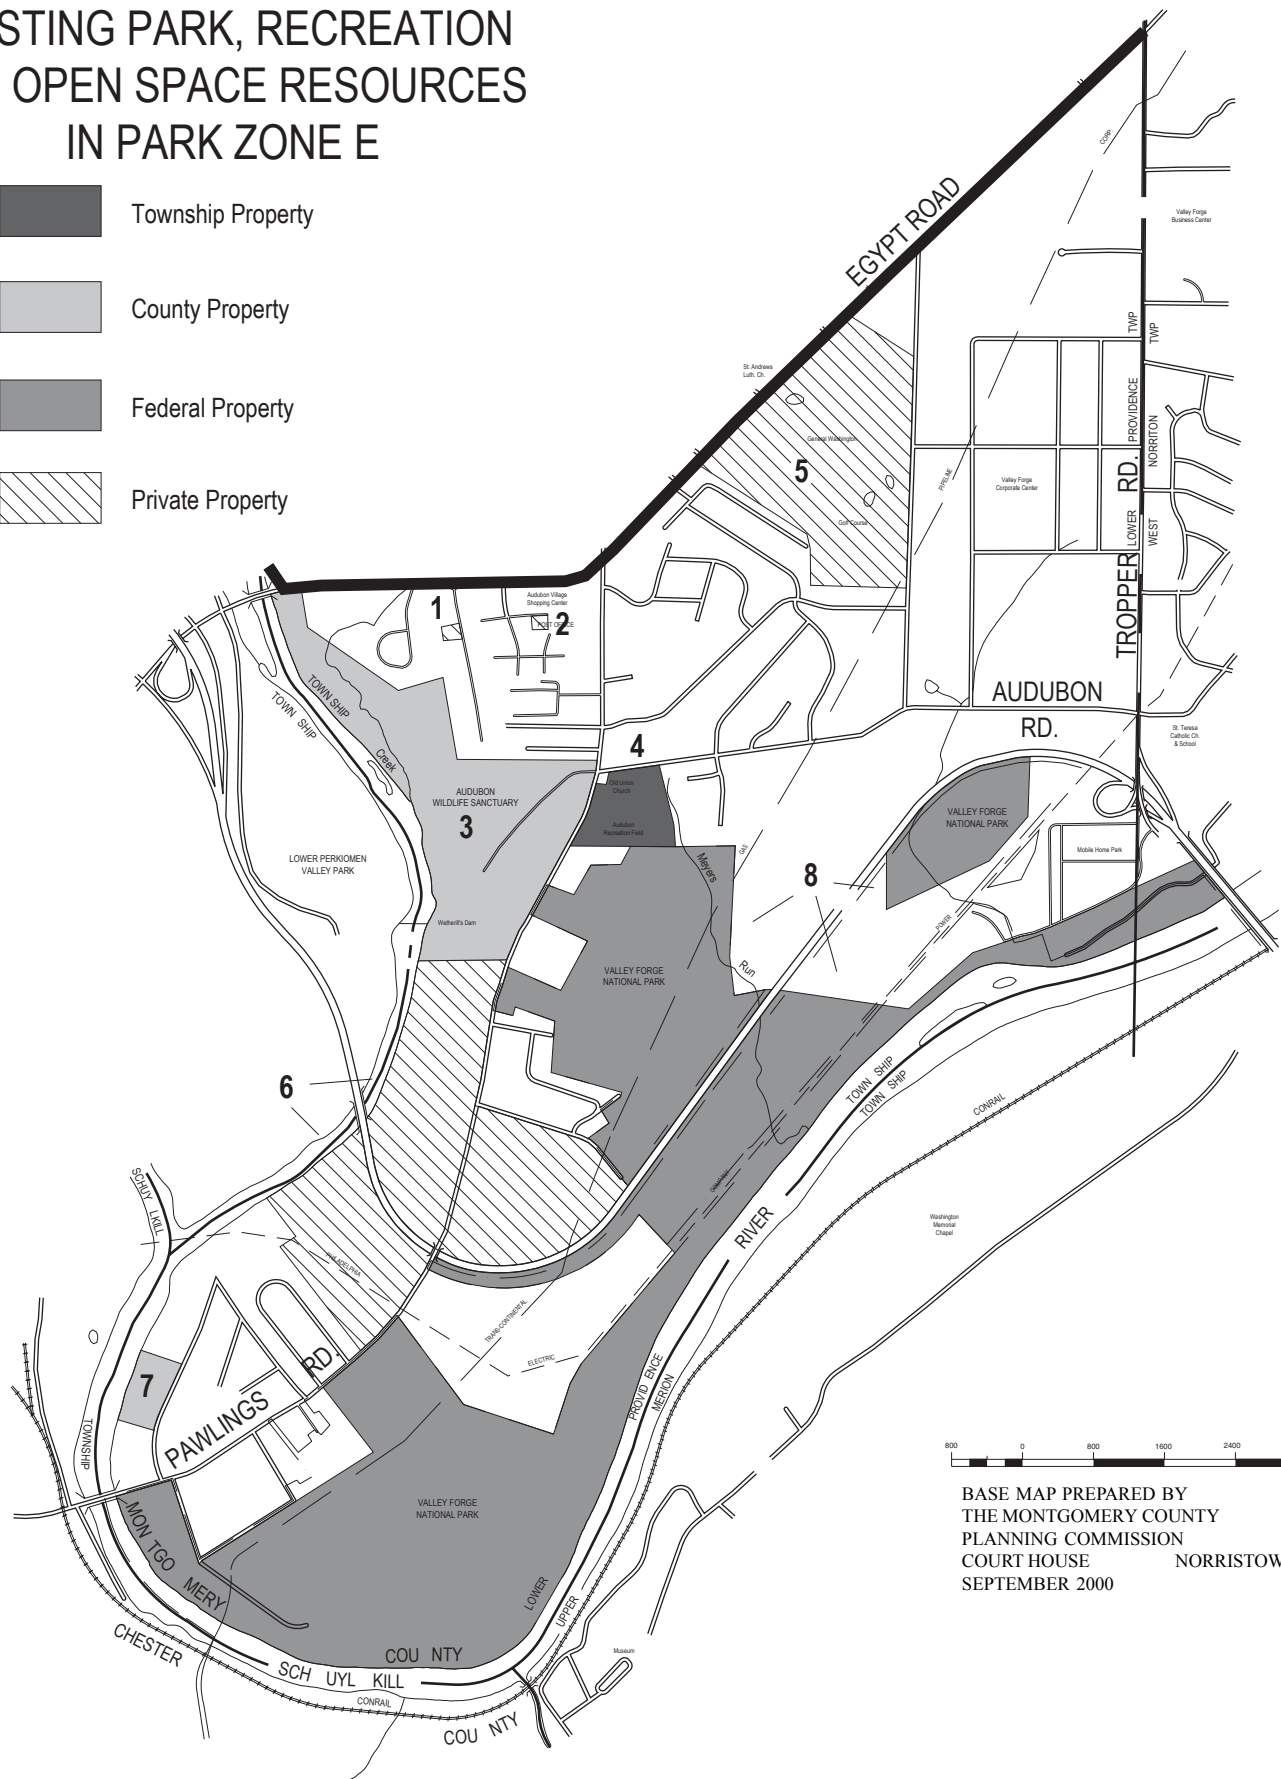 STING PARK, RECREATION
OPEN SPACE RESOURCES
IN PARK ZONE E
Township Property
County Property
Federal Property
Private Property
EGYPT ROAD
CORP
Valley Forge
Business Center
St. Andrews
Luth. Ch.
General Washington
5
Golf Course
PIPELINE
Valley Forge
Corporate Center
TROPPER RD.
LOWER PROVIDENCE TWP
WEST NORRITON TWP
1
Audubon Village
Shopping Center
POST OFFICE
2
TOWN SHIP
TOWN SHIP
Creek
AUDUBON
RD.
St. Teresa
Catholic Ch.
& School
4
Old Union
Church
Audubon
Recreation Field
AUDUBON
WILDLIFE SANCTUARY
3
LOWER PERKIOMEN
VALLEY PARK
Wetherill's Dam
Meyers
Run
GAS
8
VALLEY FORGE
NATIONAL PARK
Mobile Home Park
POWER
VALLEY FORGE
NATIONAL PARK
6
TOWN SHIP
TOWN SHIP
CONRAIL
COMPANY
RIVER
Washington
Memorial
Chapel
SCHUY LKILL
PHILADELPHIA
TRANS-CONTINENTAL
ELECTRIC
7
PAWLINGS RD.
TOWNSHIP
PROVID ENCE
MERION
LOWER
UPPER
VALLEY FORGE
NATIONAL PARK
MON TGO MERY
COU NTY
CHESTER
COU NTY
SCH UYL KILL
CONRAIL
Museum
800 0 800 1600 2400
BASE MAP PREPARED BY
THE MONTGOMERY COUNTY
PLANNING COMMISSION
COURT HOUSE NORRISTOW
SEPTEMBER 2000